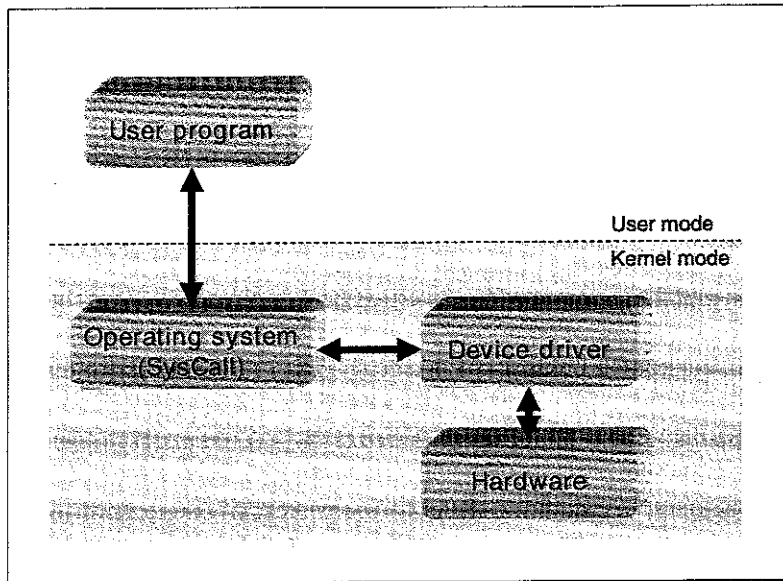 User program
User mode
Kernel mode
Operating system
(SysCall)
Device driver
Hardware